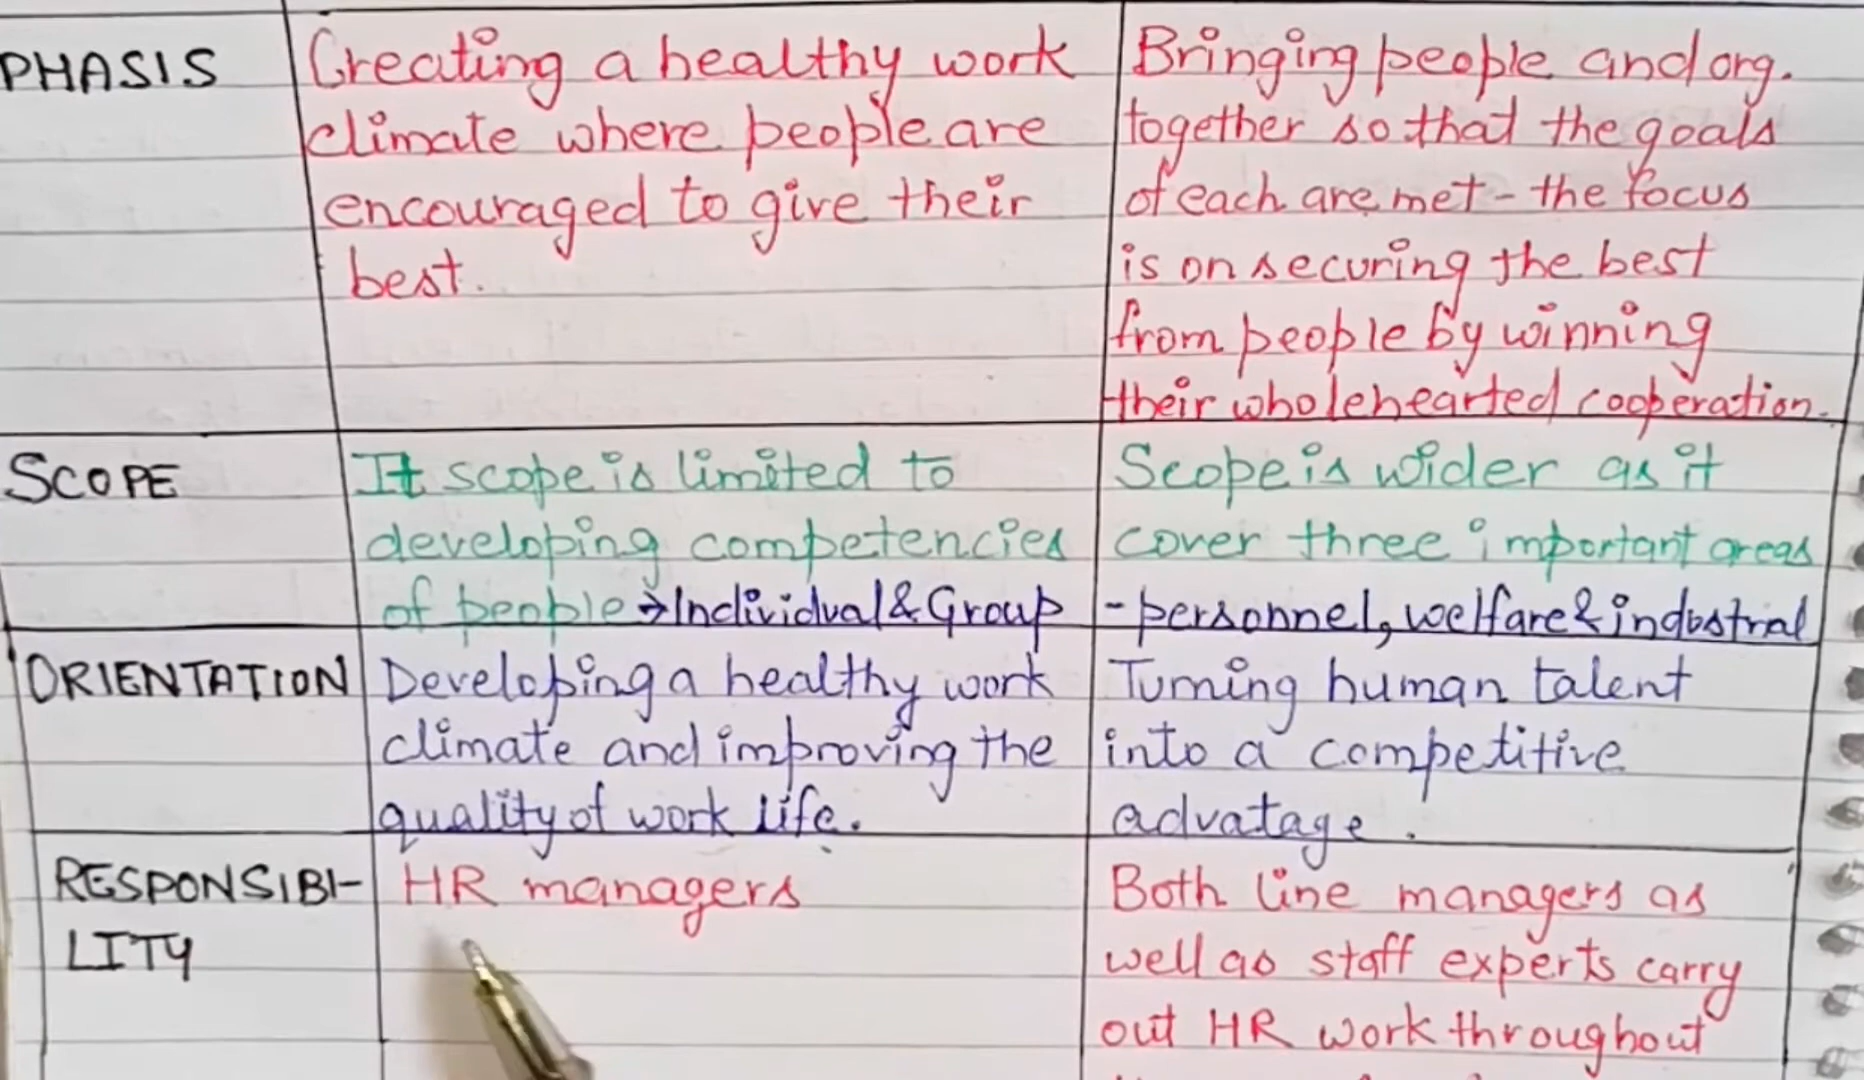 PHASIS
Creating a healthy work
climate where people are
encouraged to give their
best.
Bringing people and org.
together so that the goals
of each are met - the focus
is on securing the best
from people by winning
their wholehearted cooperation.
SCOPE
It scope is limited to
developing competencies
of people → Individual & Group
Scope is wider as it
cover three important areas
- personnel, welfare & industrial
ORIENTATION
Developing a healthy work
climate and improving the
quality of work life.
Turning human talent
into a competitive
advatage.
RESPONSIBI-
LITY
HR managers
Both line managers as
well as staff experts carry
out HR work throughout